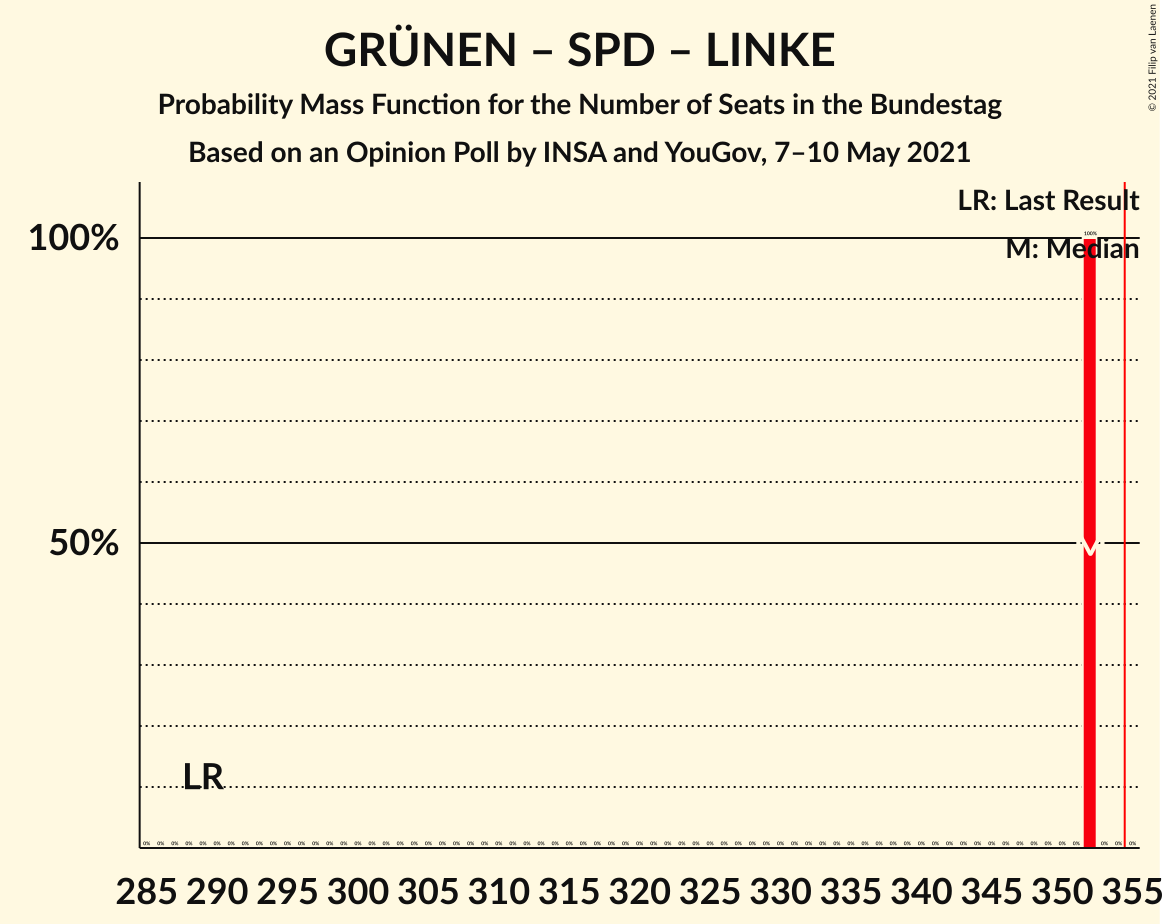 GRÜNEN – SPD – LINKE
Probability Mass Function for the Number of Seats in the Bundestag
Based on an Opinion Poll by INSA and YouGov, 7–10 May 2021
© 2021 Filip van Laenen
LR: Last Result
M: Median
100%
100%
50%
LR
0% 0% 0% 0% 0% 0% 0% 0% 0% 0% 0% 0% 0% 0% 0% 0% 0% 0% 0% 0% 0% 0% 0% 0% 0% 0% 0% 0% 0% 0% 0% 0% 0% 0% 0% 0% 0% 0% 0% 0% 0% 0% 0% 0% 0% 0% 0% 0% 0% 0% 0% 0% 0% 0% 0% 0% 0% 0% 0% 0% 0% 0% 0% 0% 0% 0% 0% 0% 0% 0%
285 290 295 300 305 310 315 320 325 330 335 340 345 350 355